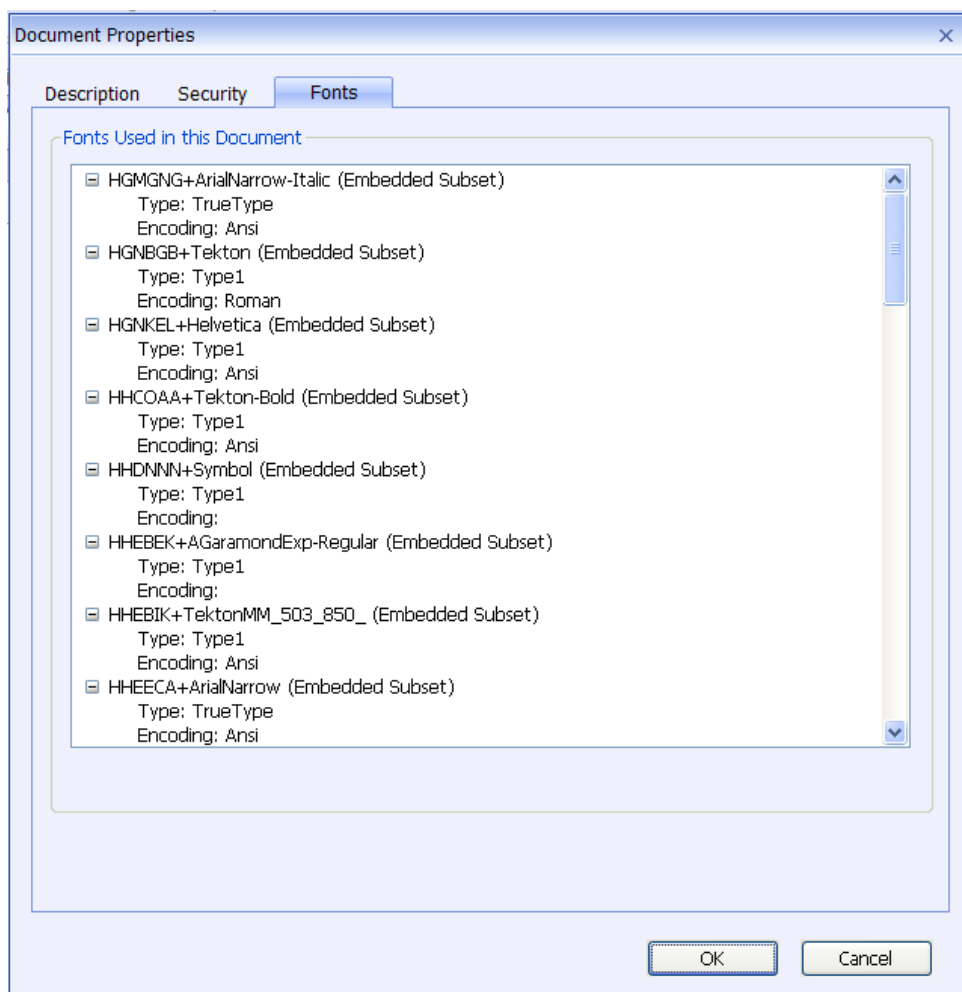 Document Properties
Description Security Fonts
Fonts Used in this Document
HGMGNG+ArialNarrow-Italic (Embedded Subset)
Type: TrueType
Encoding: Ansi
HGNBGB+Tekton (Embedded Subset)
Type: Type1
Encoding: Roman
HGNKEL+Helvetica (Embedded Subset)
Type: Type1
Encoding: Ansi
HHCOAA+Tekton-Bold (Embedded Subset)
Type: Type1
Encoding: Ansi
HHDNNN+Symbol (Embedded Subset)
Type: Type1
Encoding:
HHEBEK+AGaramondExp-Regular (Embedded Subset)
Type: Type1
Encoding:
HHEBIK+TektonMM_503_850_ (Embedded Subset)
Type: Type1
Encoding: Ansi
HHEECA+ArialNarrow (Embedded Subset)
Type: TrueType
Encoding: Ansi
OK Cancel